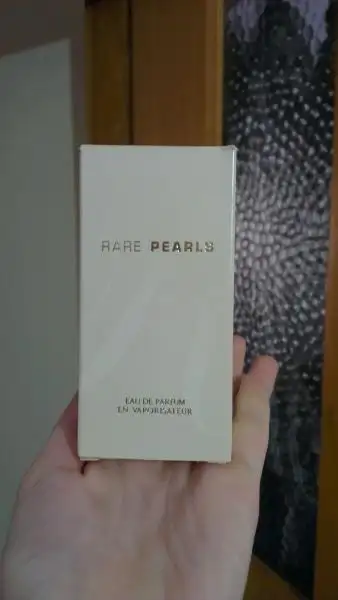 RARE PEARLS
EAU DE PARFUM
EN VAPORISATEUR